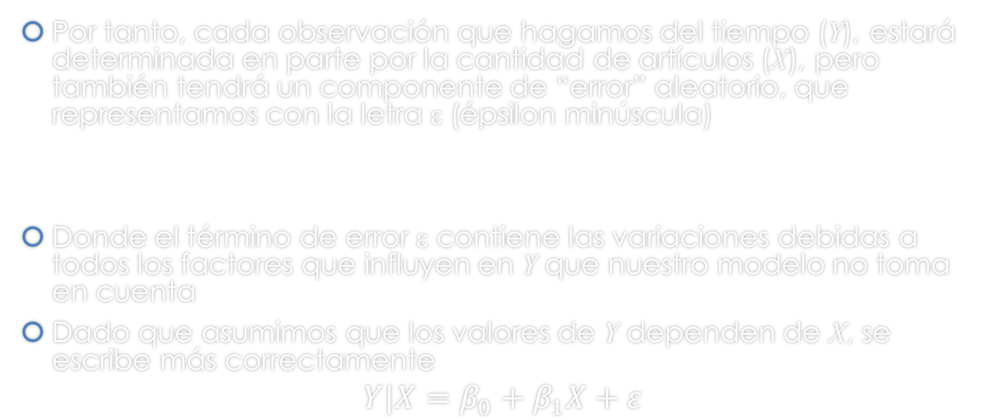 Por tanto, cada observación que hagamos del tiempo (Y), estará
determinada en parte por la cantidad de artículos (X), pero
también tendrá un componente de “error” aleatorio, que
representamos con la letra ε (épsilon minúscula)
Donde el término de error ε contiene las variaciones debidas a
todos los factores que influyen en Y que nuestro modelo no toma
en cuenta
Dado que asumimos que los valores de Y dependen de X, se
escribe más correctamente
Y|X = β₀ + β₁X + ε